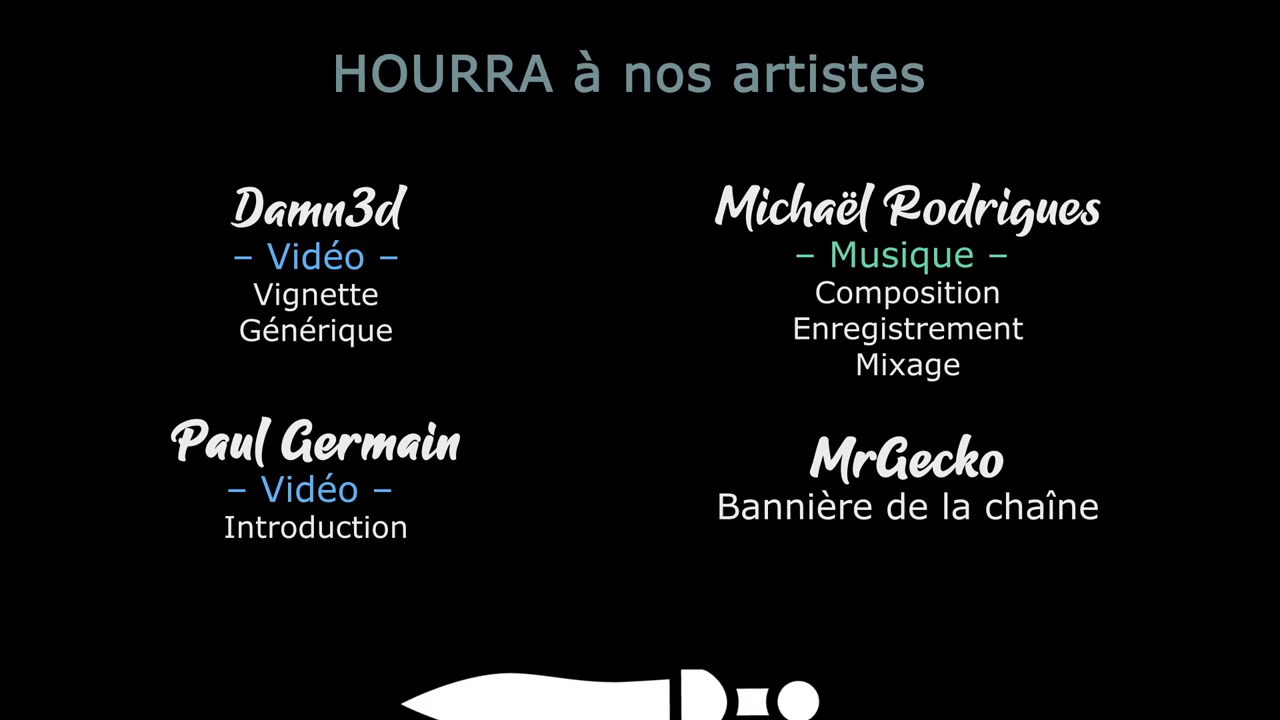 HOURRA à nos artistes
Damn3d
– Vidéo –
Vignette
Générique
Michaël Rodrigues
– Musique –
Composition
Enregistrement
Mixage
Paul Germain
– Vidéo –
Introduction
MrGecko
Bannière de la chaîne